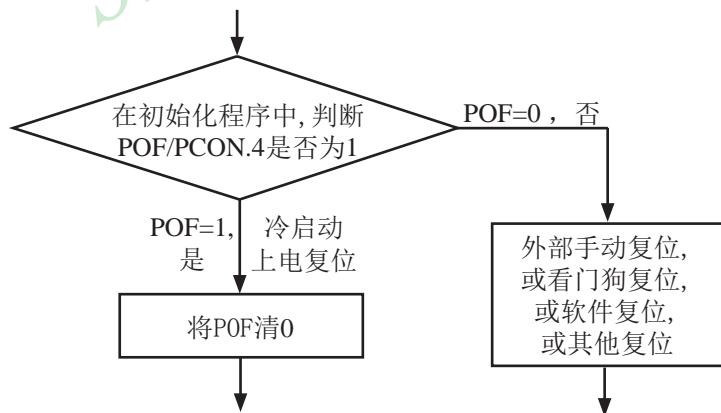 在初始化程序中, 判断
POF/PCON.4是否为1
POF=0 ，否
POF=1,
是
冷启动
上电复位
将POF清0
外部手动复位,
或看门狗复位,
或软件复位,
或其他复位